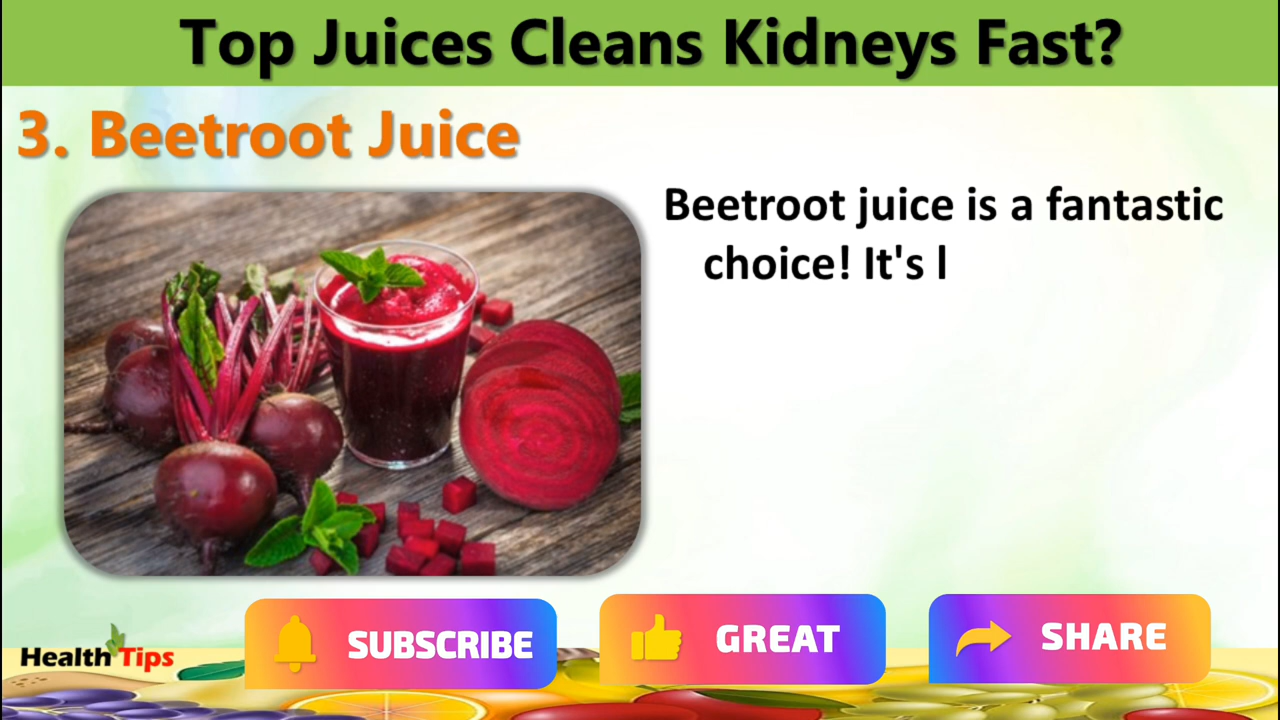 Top Juices Cleans Kidneys Fast?
3. Beetroot Juice
Beetroot juice is a fantastic
choice! It's l
Health Tips
SUBSCRIBE
GREAT
SHARE